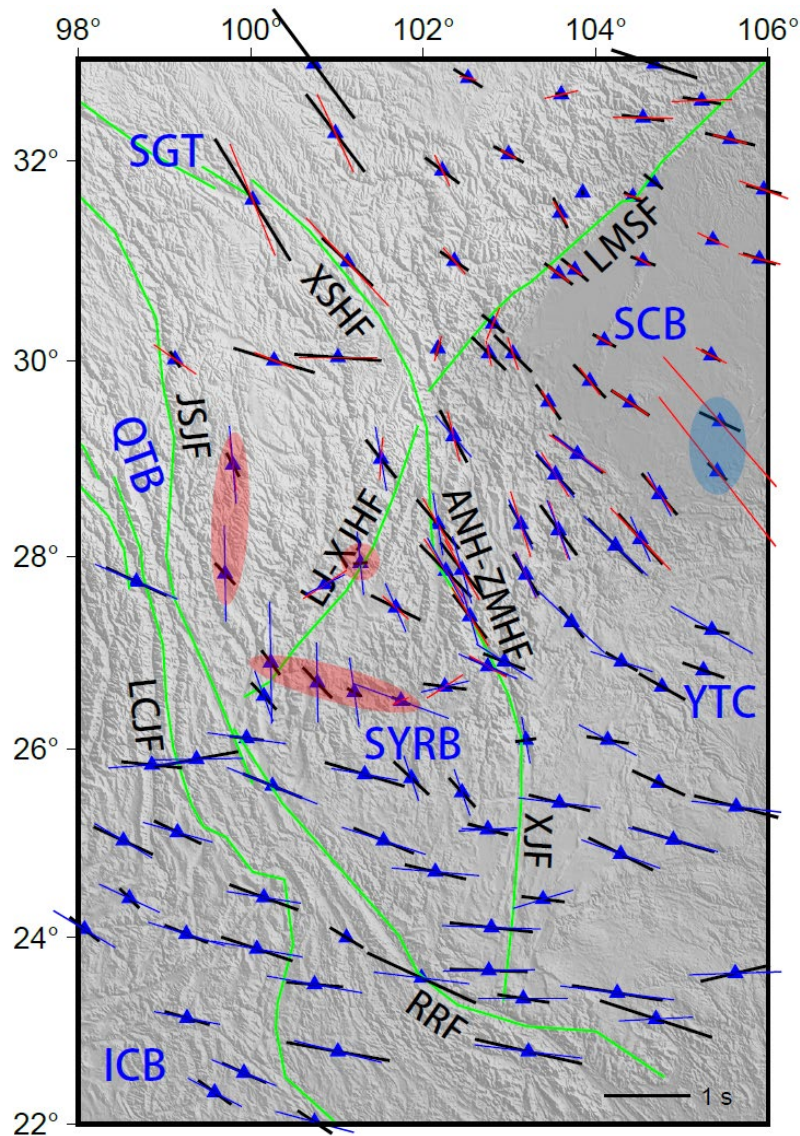 98° 100° 102° 104° 106°
32°
30°
28°
26°
24°
22°
SGT
XSHF
LMSF
SCB
JSJF
QTB
LJ-XJHF
ANH-ZMHF
LCJF
SYRB
YTC
XJF
RRF
ICB
1 s